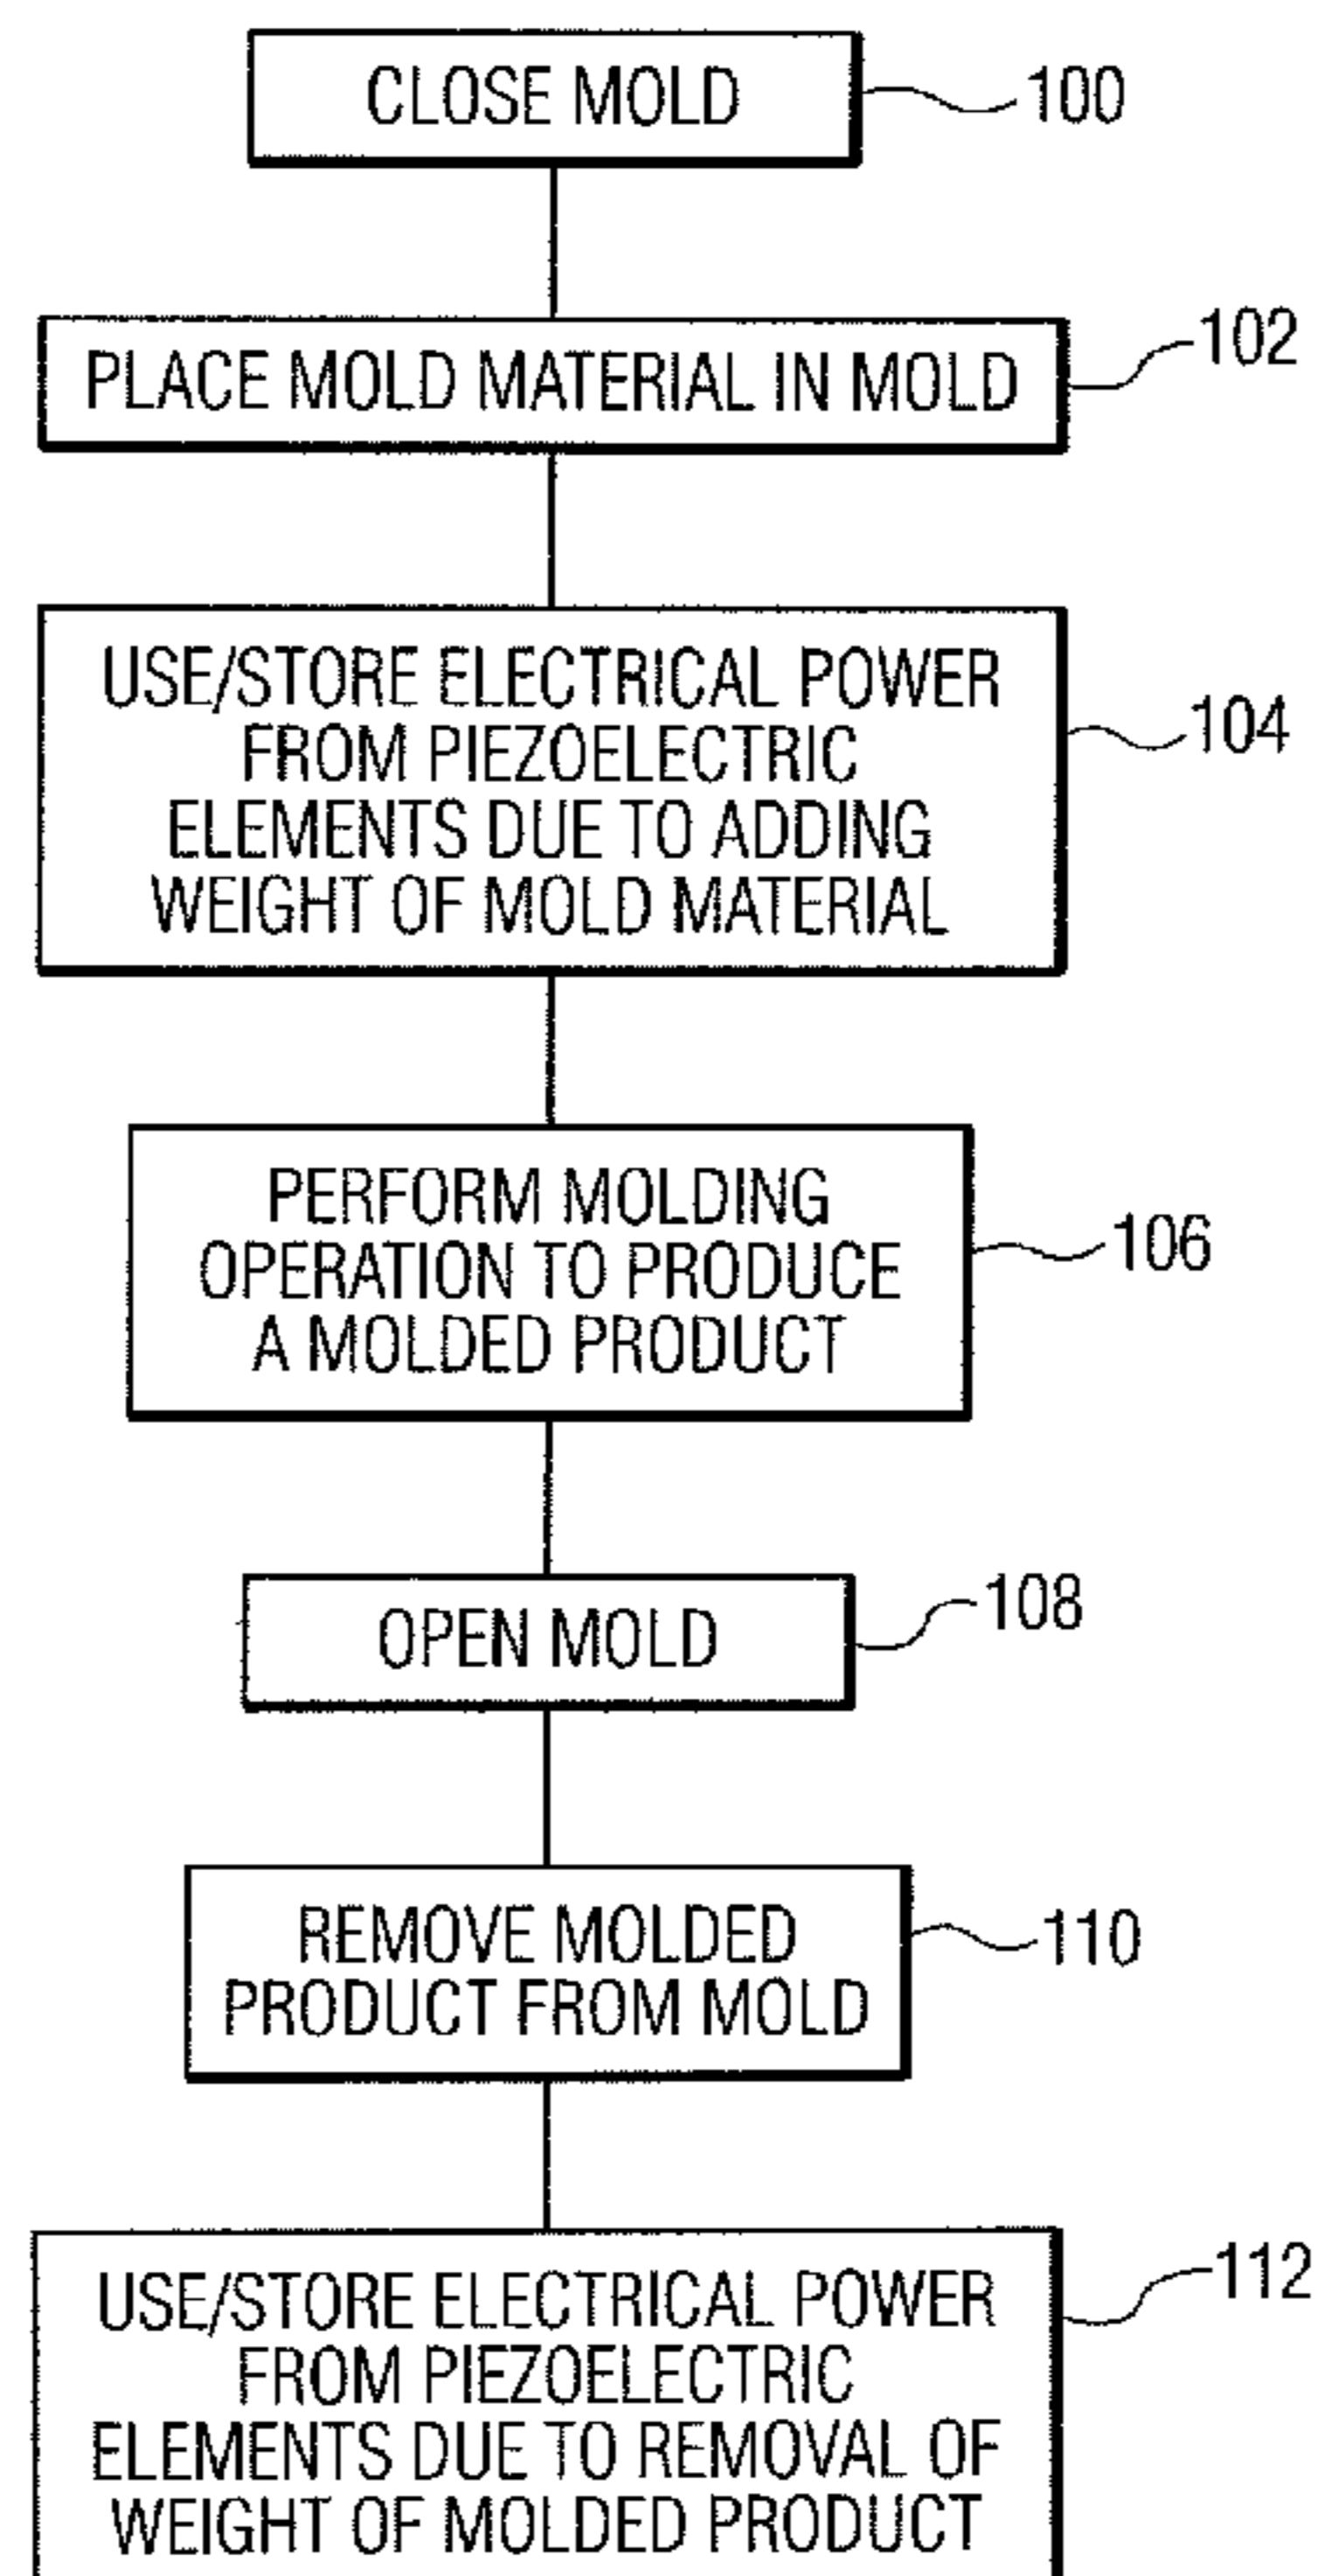 CLOSE MOLD
100
PLACE MOLD MATERIAL IN MOLD
102
USE/STORE ELECTRICAL POWER
FROM PIEZOELECTRIC
ELEMENTS DUE TO ADDING
WEIGHT OF MOLD MATERIAL
104
PERFORM MOLDING
OPERATION TO PRODUCE
A MOLDED PRODUCT
106
OPEN MOLD
108
REMOVE MOLDED
PRODUCT FROM MOLD
110
USE/STORE ELECTRICAL POWER
FROM PIEZOELECTRIC
ELEMENTS DUE TO REMOVAL OF
WEIGHT OF MOLDED PRODUCT
112